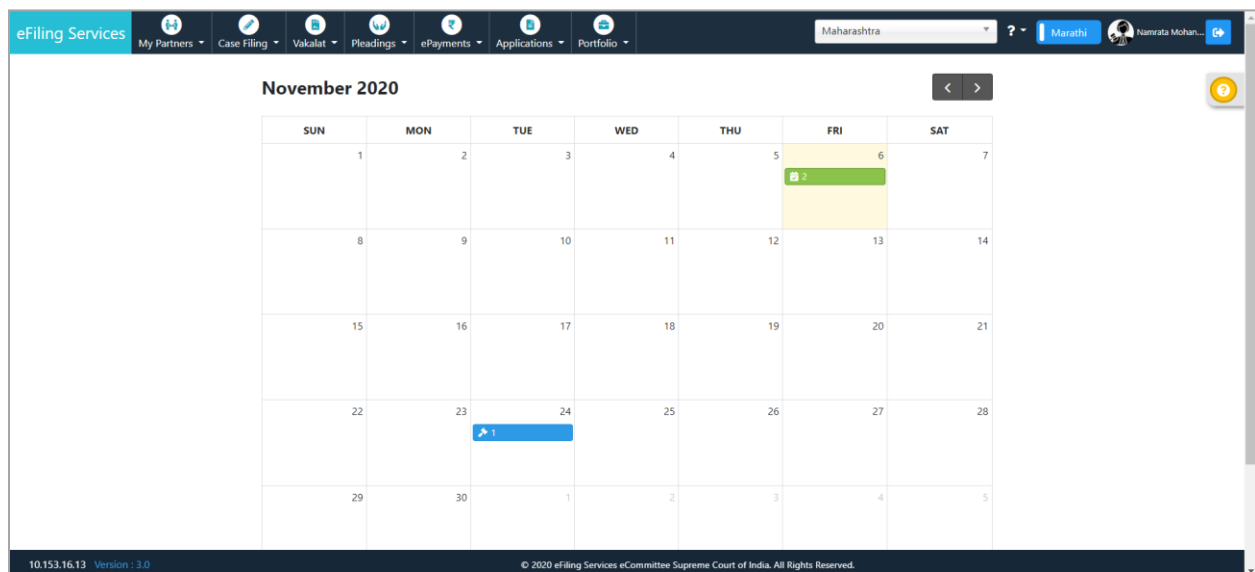 eFiling Services My Partners Case Filing Vakalat Pleadings ePayments Applications Portfolio Maharashtra ? Marathi Namrata Mohan...
November 2020
SUN MON TUE WED THU FRI SAT
1 2 3 4 5 6 7
2
8 9 10 11 12 13 14
15 16 17 18 19 20 21
22 23 24 25 26 27 28
1
29 30 1 2 3 4 5
10.153.16.13 Version : 3.0 © 2020 eFiling Services eCommittee Supreme Court of India. All Rights Reserved.